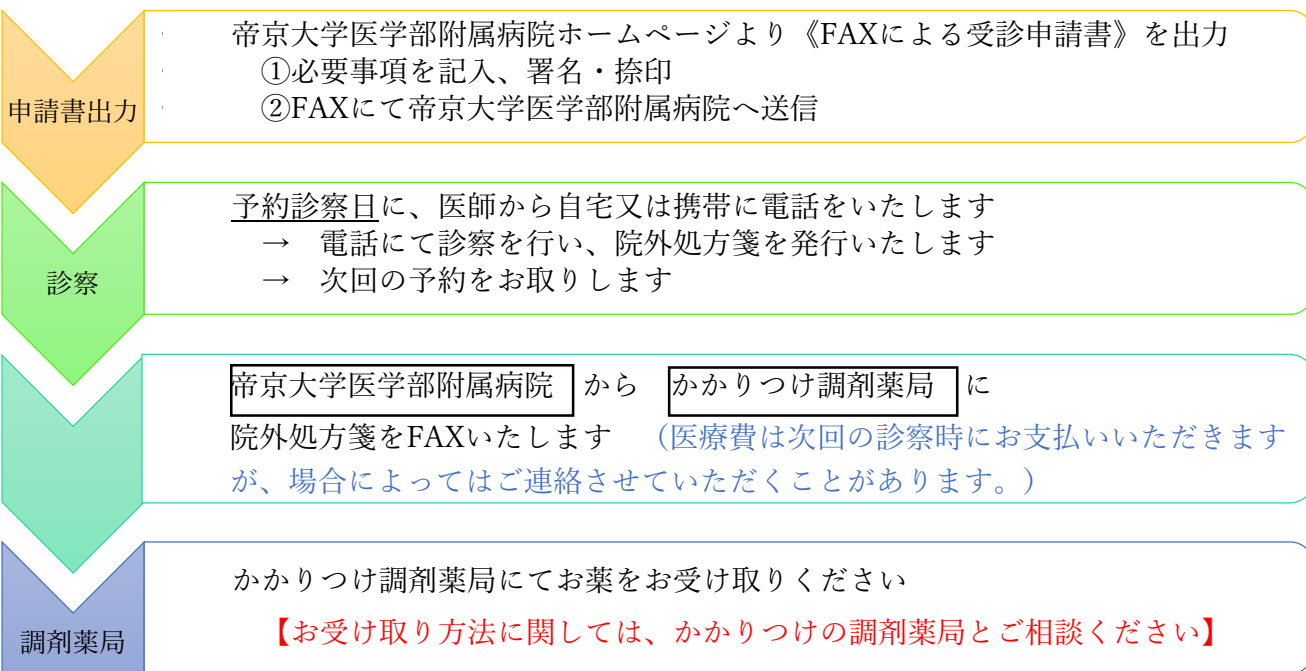 申請書出力
帝京大学医学部附属病院ホームページより《FAXによる受診申請書》を出力
①必要事項を記入、署名・捺印
②FAXにて帝京大学医学部附属病院へ送信
診察
予約診察日に、医師から自宅又は携帯に電話をいたします
→ 電話にて診察を行い、院外処方箋を発行いたします
→ 次回の予約をお取りします
帝京大学医学部附属病院 から かかりつけ調剤薬局 に
院外処方箋をFAXいたします （医療費は次回の診察時にお支払いいただきます
が、場合によってはご連絡させていただくことがあります。）
調剤薬局
かかりつけ調剤薬局にてお薬をお受け取りください
【お受け取り方法に関しては、かかりつけの調剤薬局とご相談ください】